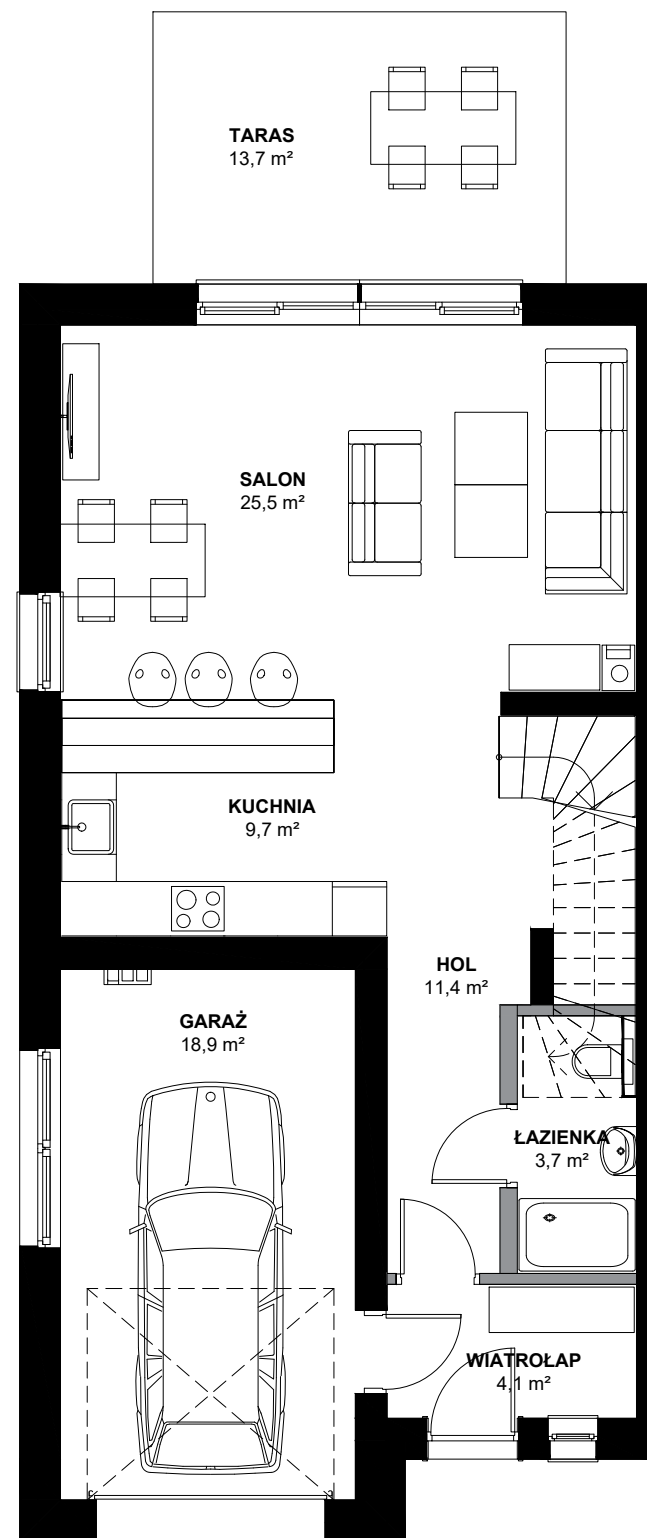 TARAS
13,7 m²
SALON
25,5 m²
KUCHNIA
9,7 m²
HOL
11,4 m²
GARAŻ
18,9 m²
ŁAZIENKA
3,7 m²
WIATROŁAP
4,1 m²